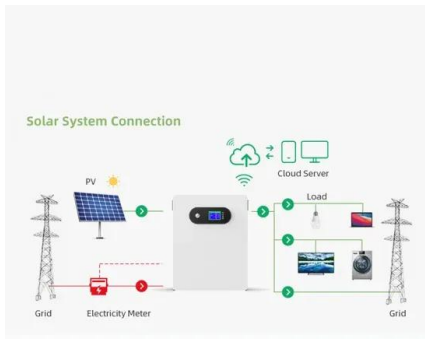 Solar System Connection
Cloud Server
PV
Load
Grid
Electricity Meter
Grid